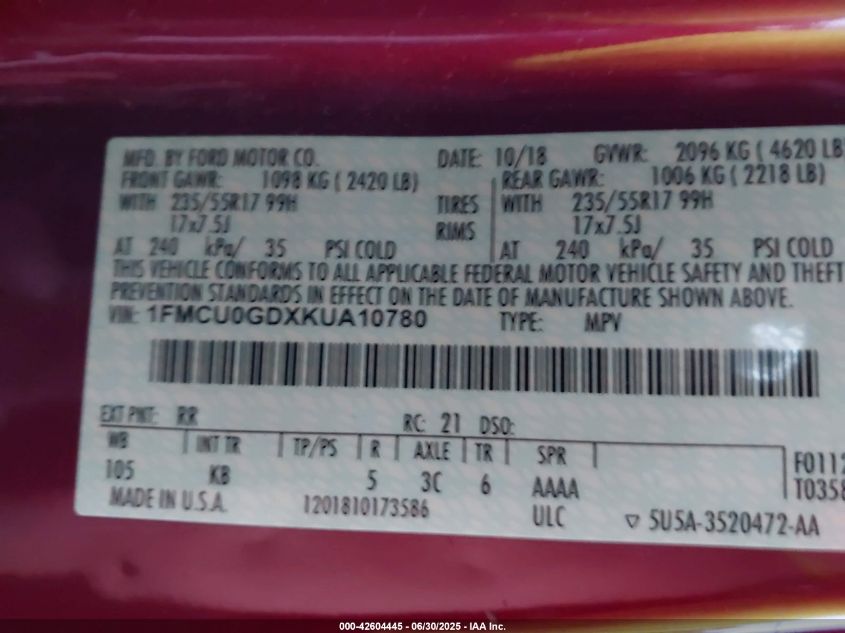 MFD. BY FORD MOTOR CO. DATE: 10/18 GVWR: 2096 KG ( 4620 LB
FRONT GAWR: 1098 KG ( 2420 LB) REAR GAWR: 1006 KG ( 2218 LB)
WITH 235/55R17 99H TIRES WITH 235/55R17 99H
17x7.5J RIMS 17x7.5J
AT 240 kPa/ 35 PSI COLD AT 240 kPa/ 35 PSI COLD
THIS VEHICLE CONFORMS TO ALL APPLICABLE FEDERAL MOTOR VEHICLE SAFETY AND THEFT
PREVENTION STANDARDS IN EFFECT ON THE DATE OF MANUFACTURE SHOWN ABOVE.
VIN: 1FMCU0GDXKUA10780 TYPE: MPV
EXT PNT: RR RC: 21 DSO:
WB INT TR TP/PS R AXLE TR SPR
105 KB 5 3C 6 AAAA
F0112
T0358
MADE IN U.S.A. 1201810173586 ULC ▽ 5U5A-3520472-AA
000-42604445 - 06/30/2025 - IAA Inc.